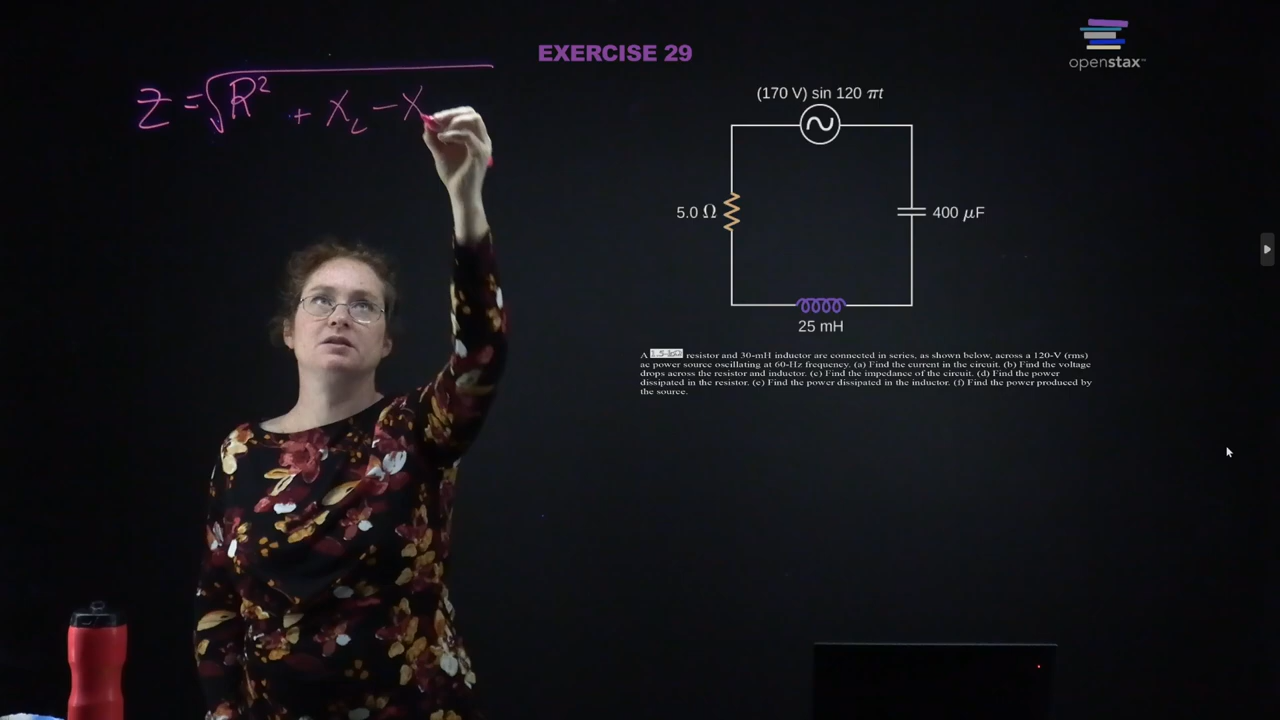 EXERCISE 29
openstax™
Z = √R² + X_L - X
(170 V) sin 120 πt
5.0 Ω
400 μF
25 mH
A 1.5-kΩ resistor and 30-mH inductor are connected in series, as shown below, across a 120-V (rms)
ac power source oscillating at 60-Hz frequency. (a) Find the current in the circuit. (b) Find the voltage
drops across the resistor and inductor. (c) Find the impedance of the circuit. (d) Find the power
dissipated in the resistor. (e) Find the power dissipated in the inductor. (f) Find the power produced by
the source.